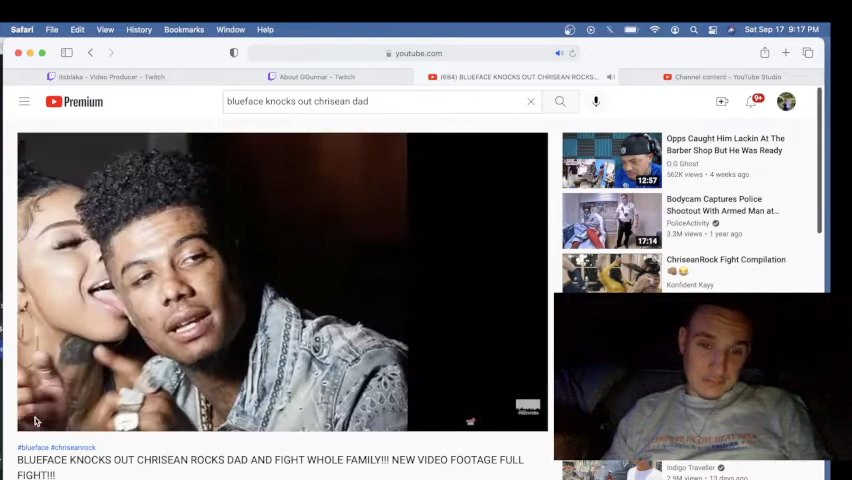 Safari File Edit View History Bookmarks Window Help
Sat Sep 17 9:17 PM
youtube.com
itsblaka - Video Producer - Twitch
About GGunnar - Twitch
(684) BLUEFACE KNOCKS OUT CHRISEAN ROCKS...
Channel content - YouTube Studio
Premium
blueface knocks out chrisean dad
9+
Opps Caught Him Lackin At The
Barber Shop But He Was Ready
O.G Ghost
562K views • 4 weeks ago
12:57
Bodycam Captures Police
Shootout With Armed Man at...
PoliceActivity
3.3M views • 1 year ago
17:14
ChriseanRock Fight Compilation
👊🏾😂
Konfident Kayy
#blueface #chriseanrock
BLUEFACE KNOCKS OUT CHRISEAN ROCKS DAD AND FIGHT WHOLE FAMILY!!! NEW VIDEO FOOTAGE FULL
FIGHT!!!
Indigo Traveller
2.9M views • 13 days ago